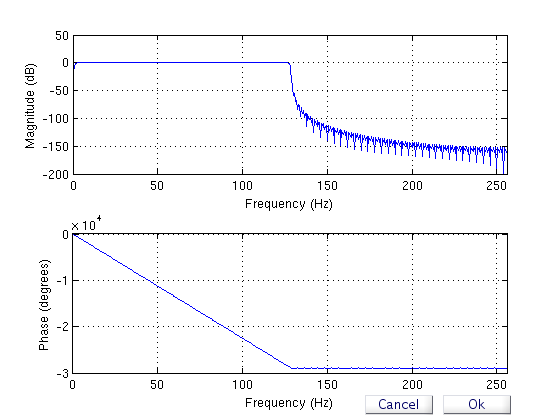 50
0
-50
-100
-150
-200
Magnitude (dB)
0 50 100 150 200 250
Frequency (Hz)
× 10^4
0
-1
-2
-3
Phase (degrees)
0 50 100 150 200 250
Frequency (Hz)
Cancel Ok